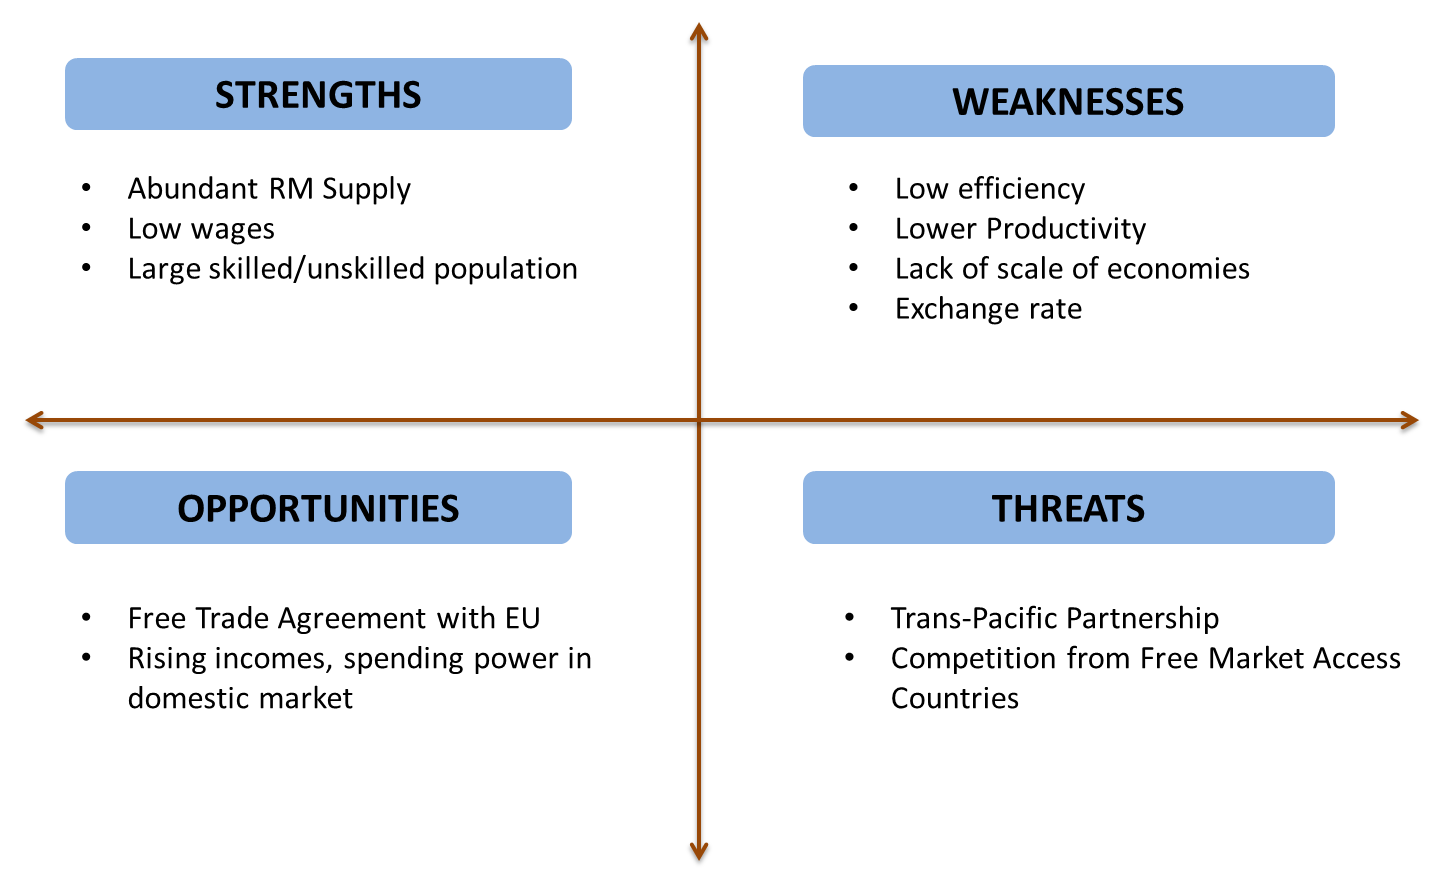 STRENGTHS
• Abundant RM Supply
• Low wages
• Large skilled/unskilled population
WEAKNESSES
• Low efficiency
• Lower Productivity
• Lack of scale of economies
• Exchange rate
OPPORTUNITIES
• Free Trade Agreement with EU
• Rising incomes, spending power in
domestic market
THREATS
• Trans-Pacific Partnership
• Competition from Free Market Access
Countries